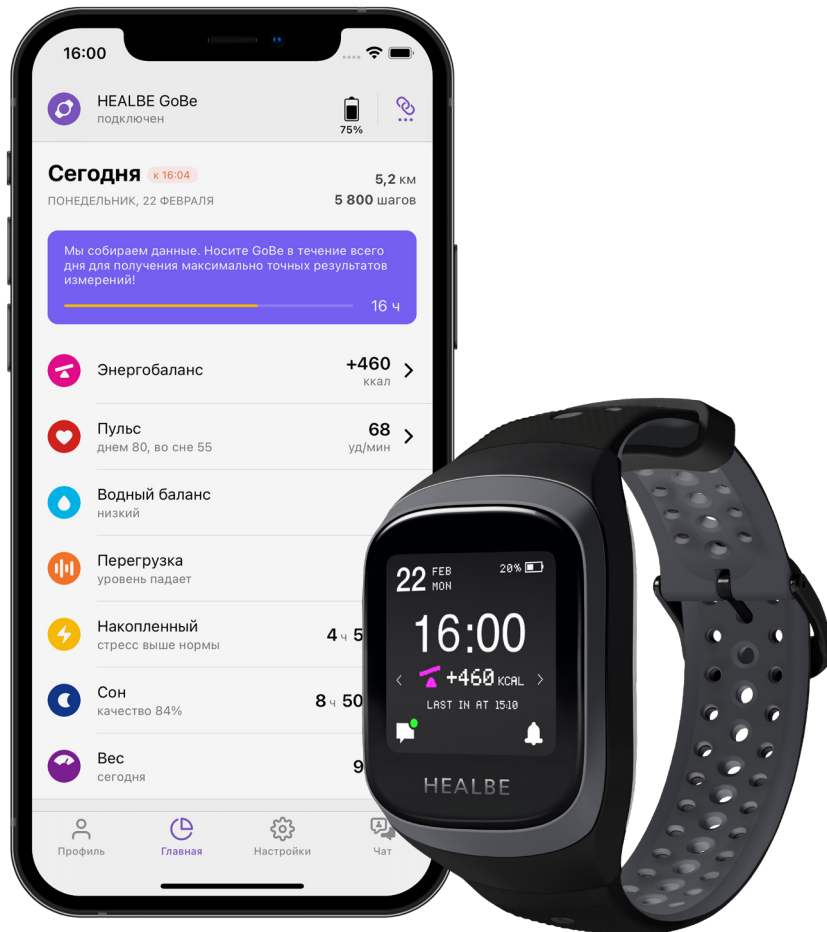 16:00
HEALBE GoBe
подключен
75%
Сегодня
к 16:04
5,2 км
ПОНЕДЕЛЬНИК, 22 ФЕВРАЛЯ
5 800 шагов
Мы собираем данные. Носите GoBe в течение всего
дня для получения максимально точных результатов
измерений!
16 ч
Энергобаланс
+460
ккал
Пульс
68
днем 80, во сне 55
уд/мин
Водный баланс
низкий
Перегрузка
уровень падает
Накопленный
4 ч 5
стресс выше нормы
Сон
8 ч 50
качество 84%
Вес
9
сегодня
Профиль
Главная
Настройки
Чат
22 FEB
MON
20%
16:00
+460 KCAL
LAST IN AT 15:10
HEALBE